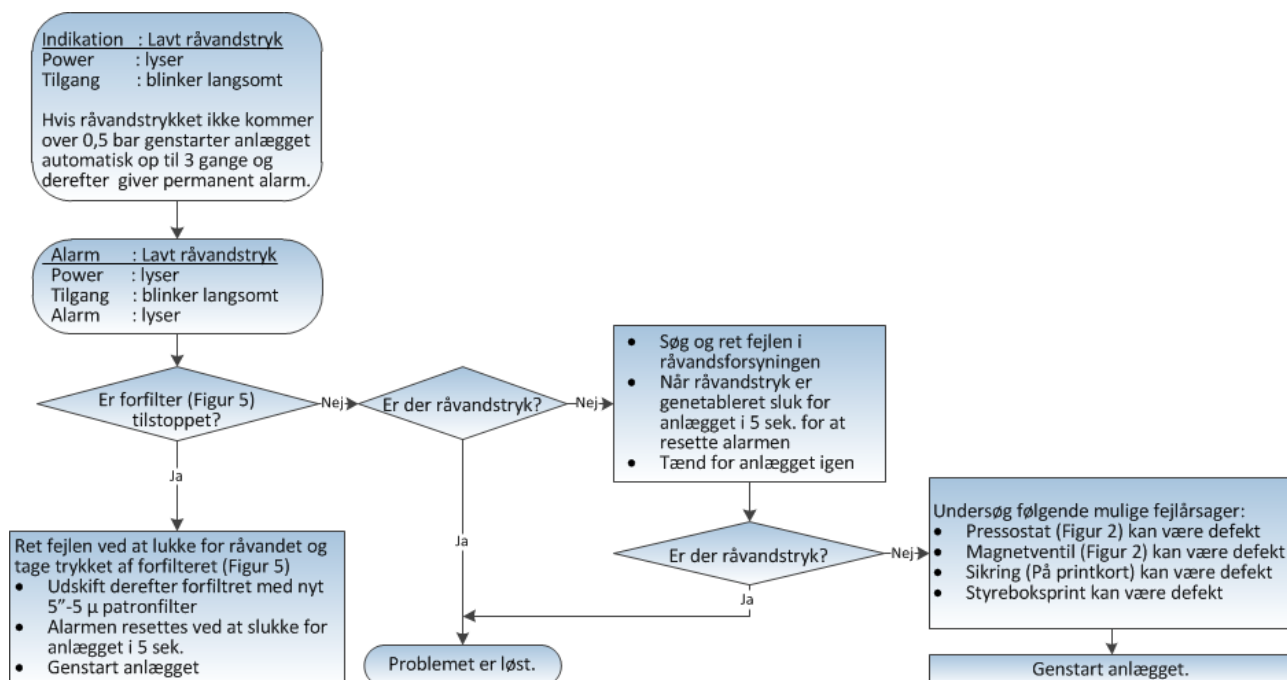 Indikation : Lavt råvandstryk
Power : lyser
Tilgang : blinker langsomt
Hvis råvandstrykket ikke kommer
over 0,5 bar genstarter anlægget
automatisk op til 3 gange og
derefter giver permanent alarm.
Alarm : Lavt råvandstryk
Power : lyser
Tilgang : blinker langsomt
Alarm : lyser
Er forfilter (Figur 5)
tilstoppet?
Nej
Er der råvandstryk?
Nej
• Søg og ret fejlen i
råvandsforsyningen
• Når råvandstryk er
genetableret sluk for
anlægget i 5 sek. for at
resette alarmen
• Tænd for anlægget igen
Ja
Ret fejlen ved at lukke for råvandet og
tage trykket af forfilteret (Figur 5)
• Udskift derefter forfiltret med nyt
5”-5 µ patronfilter
• Alarmen resettes ved at slukke for
anlægget i 5 sek.
• Genstart anlægget
Ja
Er der råvandstryk?
Nej
Ja
Problemet er løst.
Undersøg følgende mulige fejlårsager:
• Pressostat (Figur 2) kan være defekt
• Magnetventil (Figur 2) kan være defekt
• Sikring (På printkort) kan være defekt
• Styreboksprint kan være defekt
Genstart anlægget.